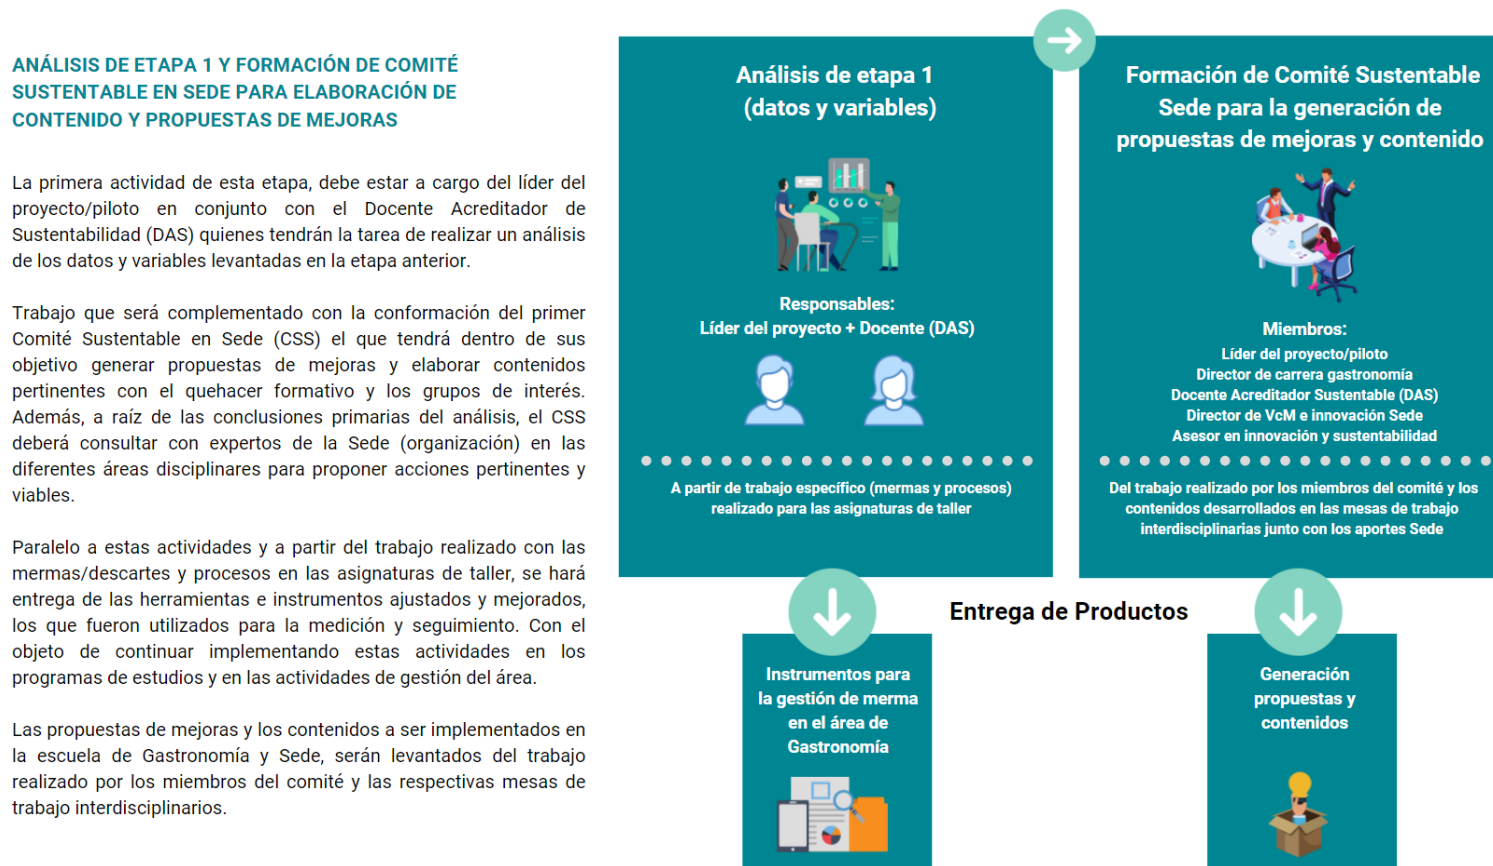 ANÁLISIS DE ETAPA 1 Y FORMACIÓN DE COMITÉ
SUSTENTABLE EN SEDE PARA ELABORACIÓN DE
CONTENIDO Y PROPUESTAS DE MEJORAS
La primera actividad de esta etapa, debe estar a cargo del líder del
proyecto/piloto en conjunto con el Docente Acreditador de
Sustentabilidad (DAS) quienes tendrán la tarea de realizar un análisis
de los datos y variables levantadas en la etapa anterior.
Trabajo que será complementado con la conformación del primer
Comité Sustentable en Sede (CSS) el que tendrá dentro de sus
objetivo generar propuestas de mejoras y elaborar contenidos
pertinentes con el quehacer formativo y los grupos de interés.
Además, a raíz de las conclusiones primarias del análisis, el CSS
deberá consultar con expertos de la Sede (organización) en las
diferentes áreas disciplinares para proponer acciones pertinentes y
viables.
Paralelo a estas actividades y a partir del trabajo realizado con las
mermas/descartes y procesos en las asignaturas de taller, se hará
entrega de las herramientas e instrumentos ajustados y mejorados,
los que fueron utilizados para la medición y seguimiento. Con el
objeto de continuar implementando estas actividades en los
programas de estudios y en las actividades de gestión del área.
Las propuestas de mejoras y los contenidos a ser implementados en
la escuela de Gastronomía y Sede, serán levantados del trabajo
realizado por los miembros del comité y las respectivas mesas de
trabajo interdisciplinarios.
Análisis de etapa 1
(datos y variables)
Responsables:
Líder del proyecto + Docente (DAS)
A partir de trabajo específico (mermas y procesos)
realizado para las asignaturas de taller
Formación de Comité Sustentable
Sede para la generación de
propuestas de mejoras y contenido
Miembros:
Líder del proyecto/piloto
Director de carrera gastronomía
Docente Acreditador Sustentable (DAS)
Director de VcM e innovación Sede
Asesor en innovación y sustentabilidad
Del trabajo realizado por los miembros del comité y los
contenidos desarrollados en las mesas de trabajo
interdisciplinarias junto con los aportes Sede
Entrega de Productos
Instrumentos para
la gestión de merma
en el área de
Gastronomía
Generación
propuestas y
contenidos